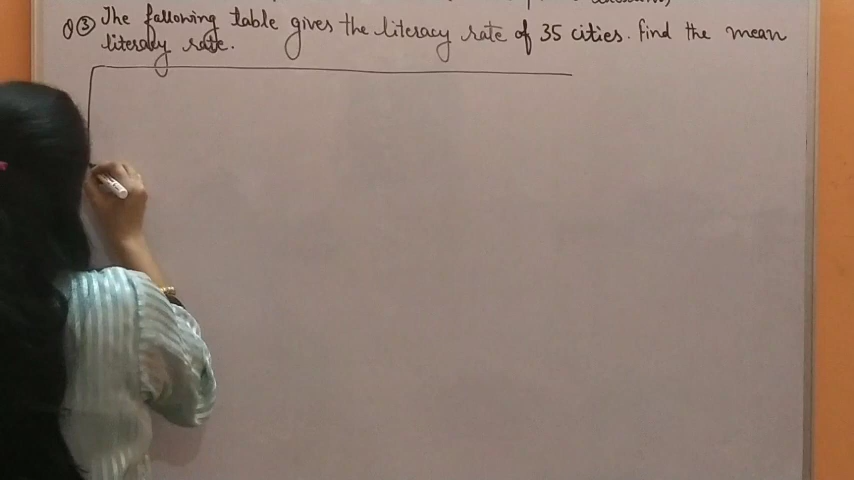 Q③ The following table gives the literacy rate of 35 cities. Find the mean
literacy rate.